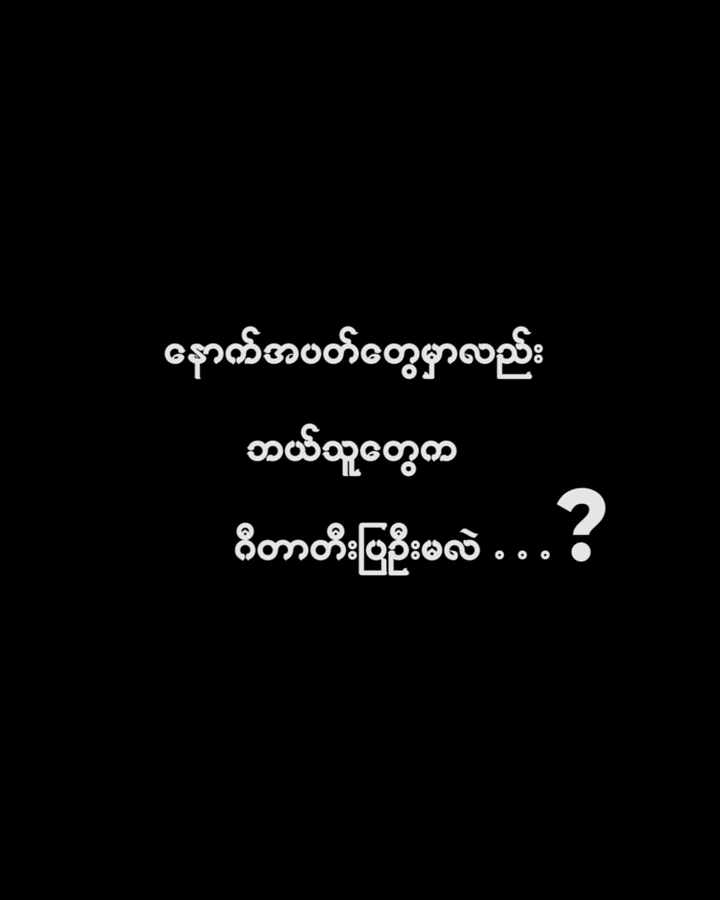 နောက်အပတ်တွေမှာလည်း
ဘယ်သူတွေက
ဂီတာတီးပြဦးမလဲ . . . ?